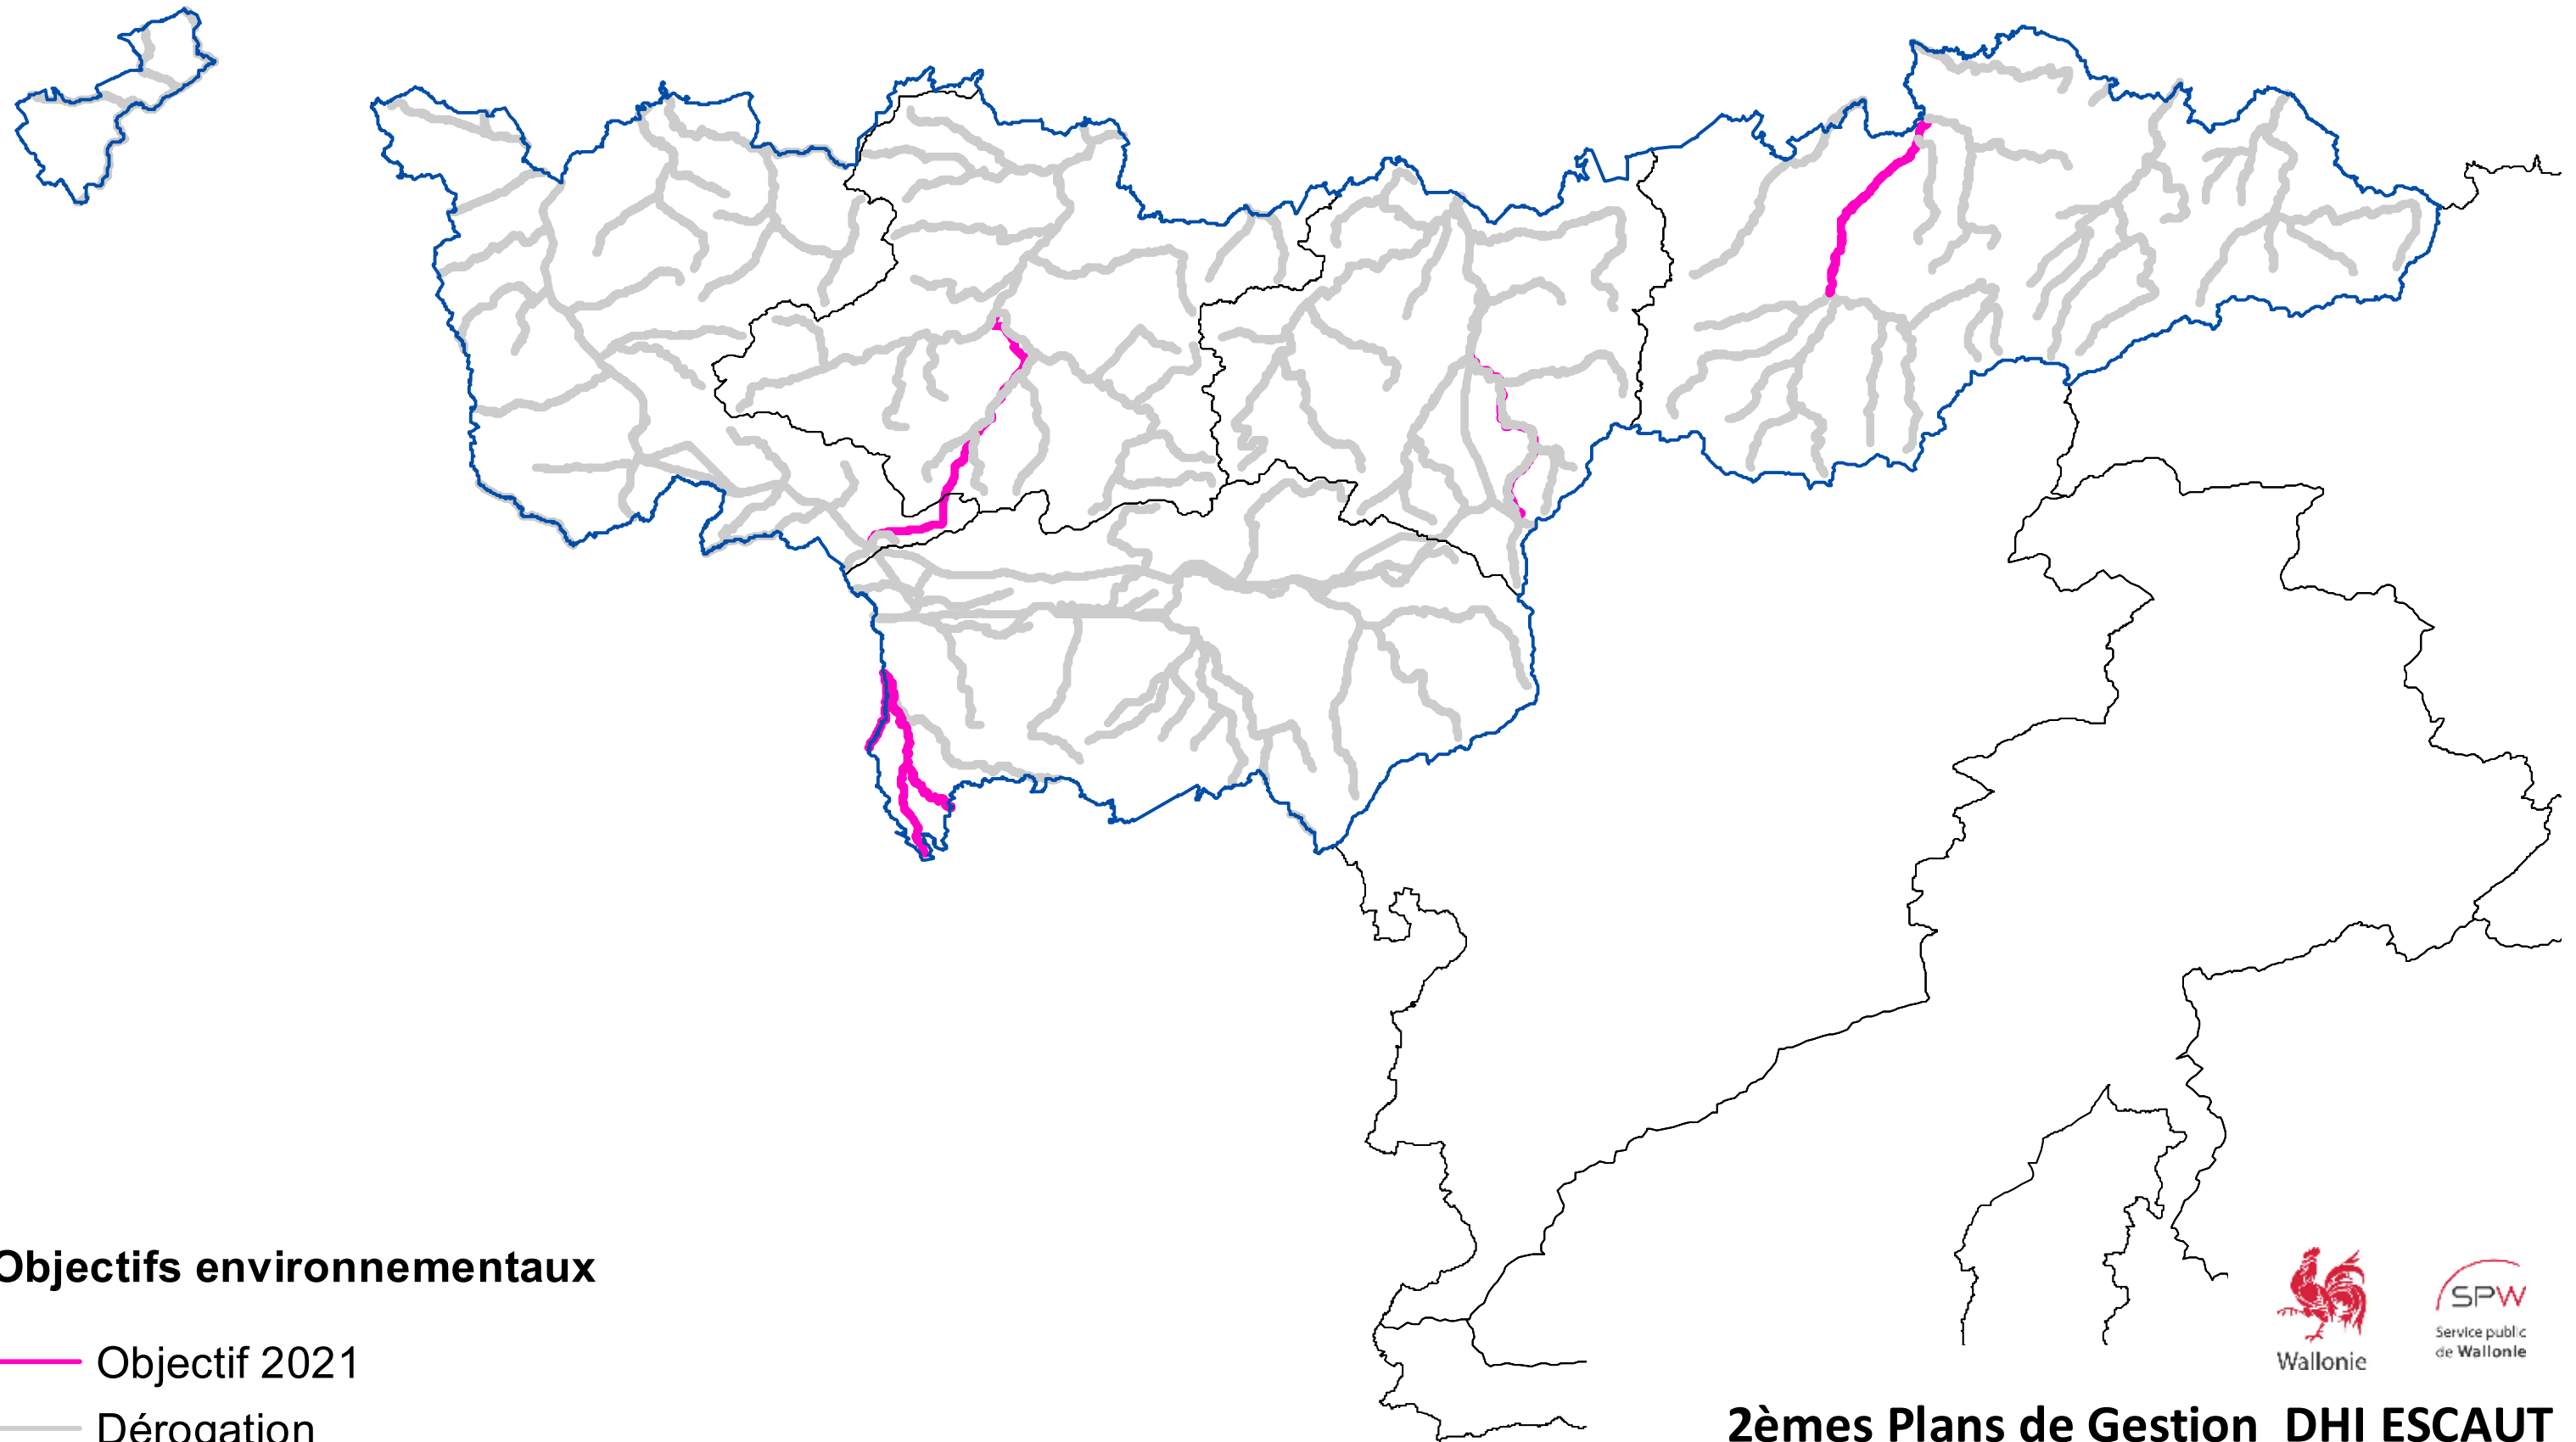 Objectifs environnementaux
Objectif 2021
Dérogation
Wallonie
SPW
Service public
de Wallonie
2èmes Plans de Gestion DHI ESCAUT